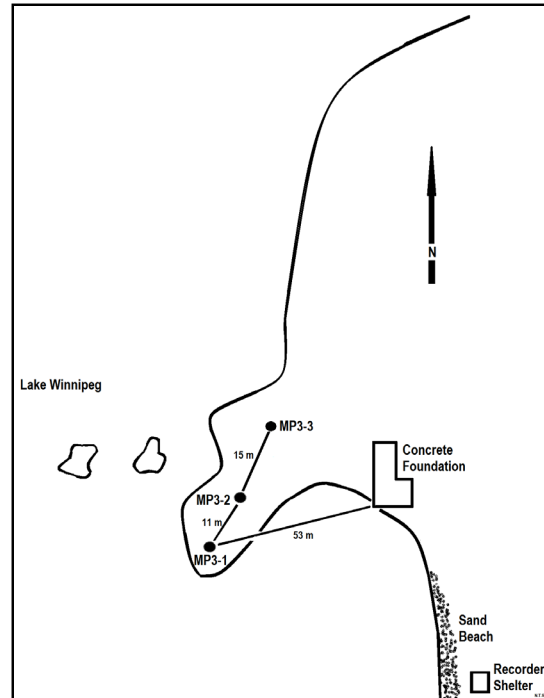 N
Lake Winnipeg
MP3-3
Concrete
Foundation
15 m
MP3-2
11 m
53 m
MP3-1
Sand
Beach
Recorder
Shelter